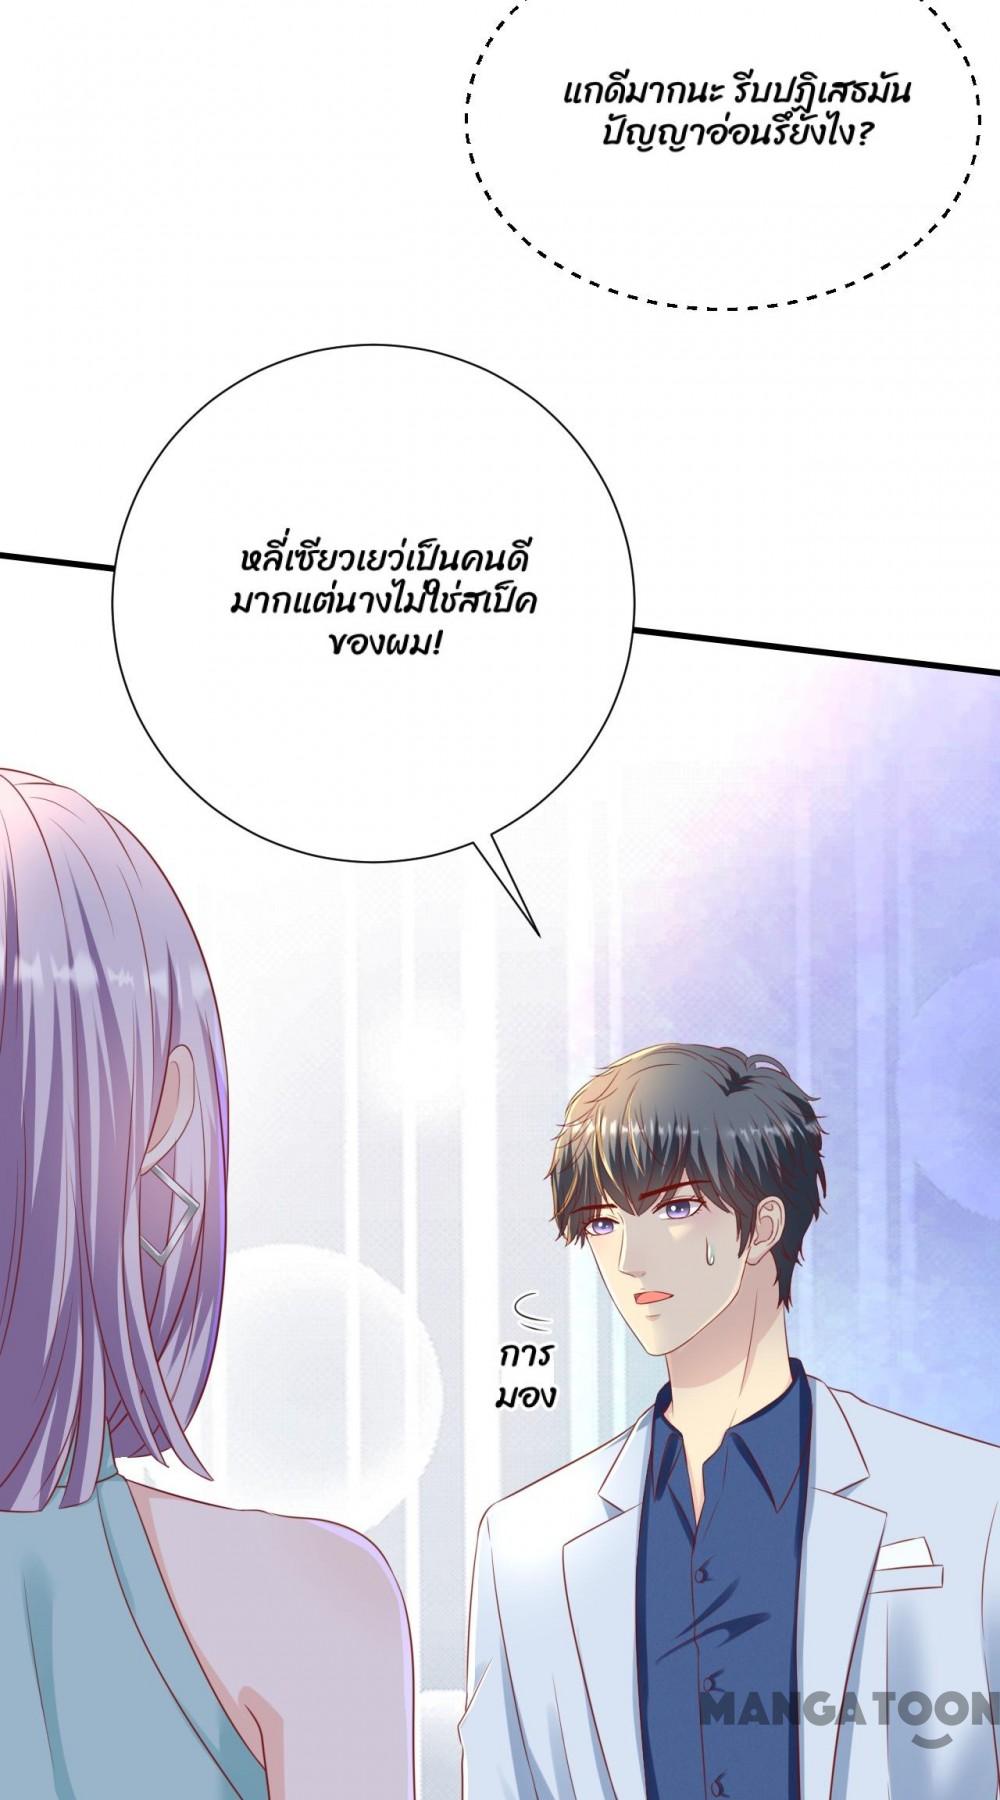 แกดีมากนะ รีบปฏิเสธมัน
ปัญญาอ่อนรึยังไง?
หลี่เซียวเยว่เป็นคนดี
มากแต่นางไม่ใช่สเป็ค
ของผม!
การ
มอง
MANGATOON